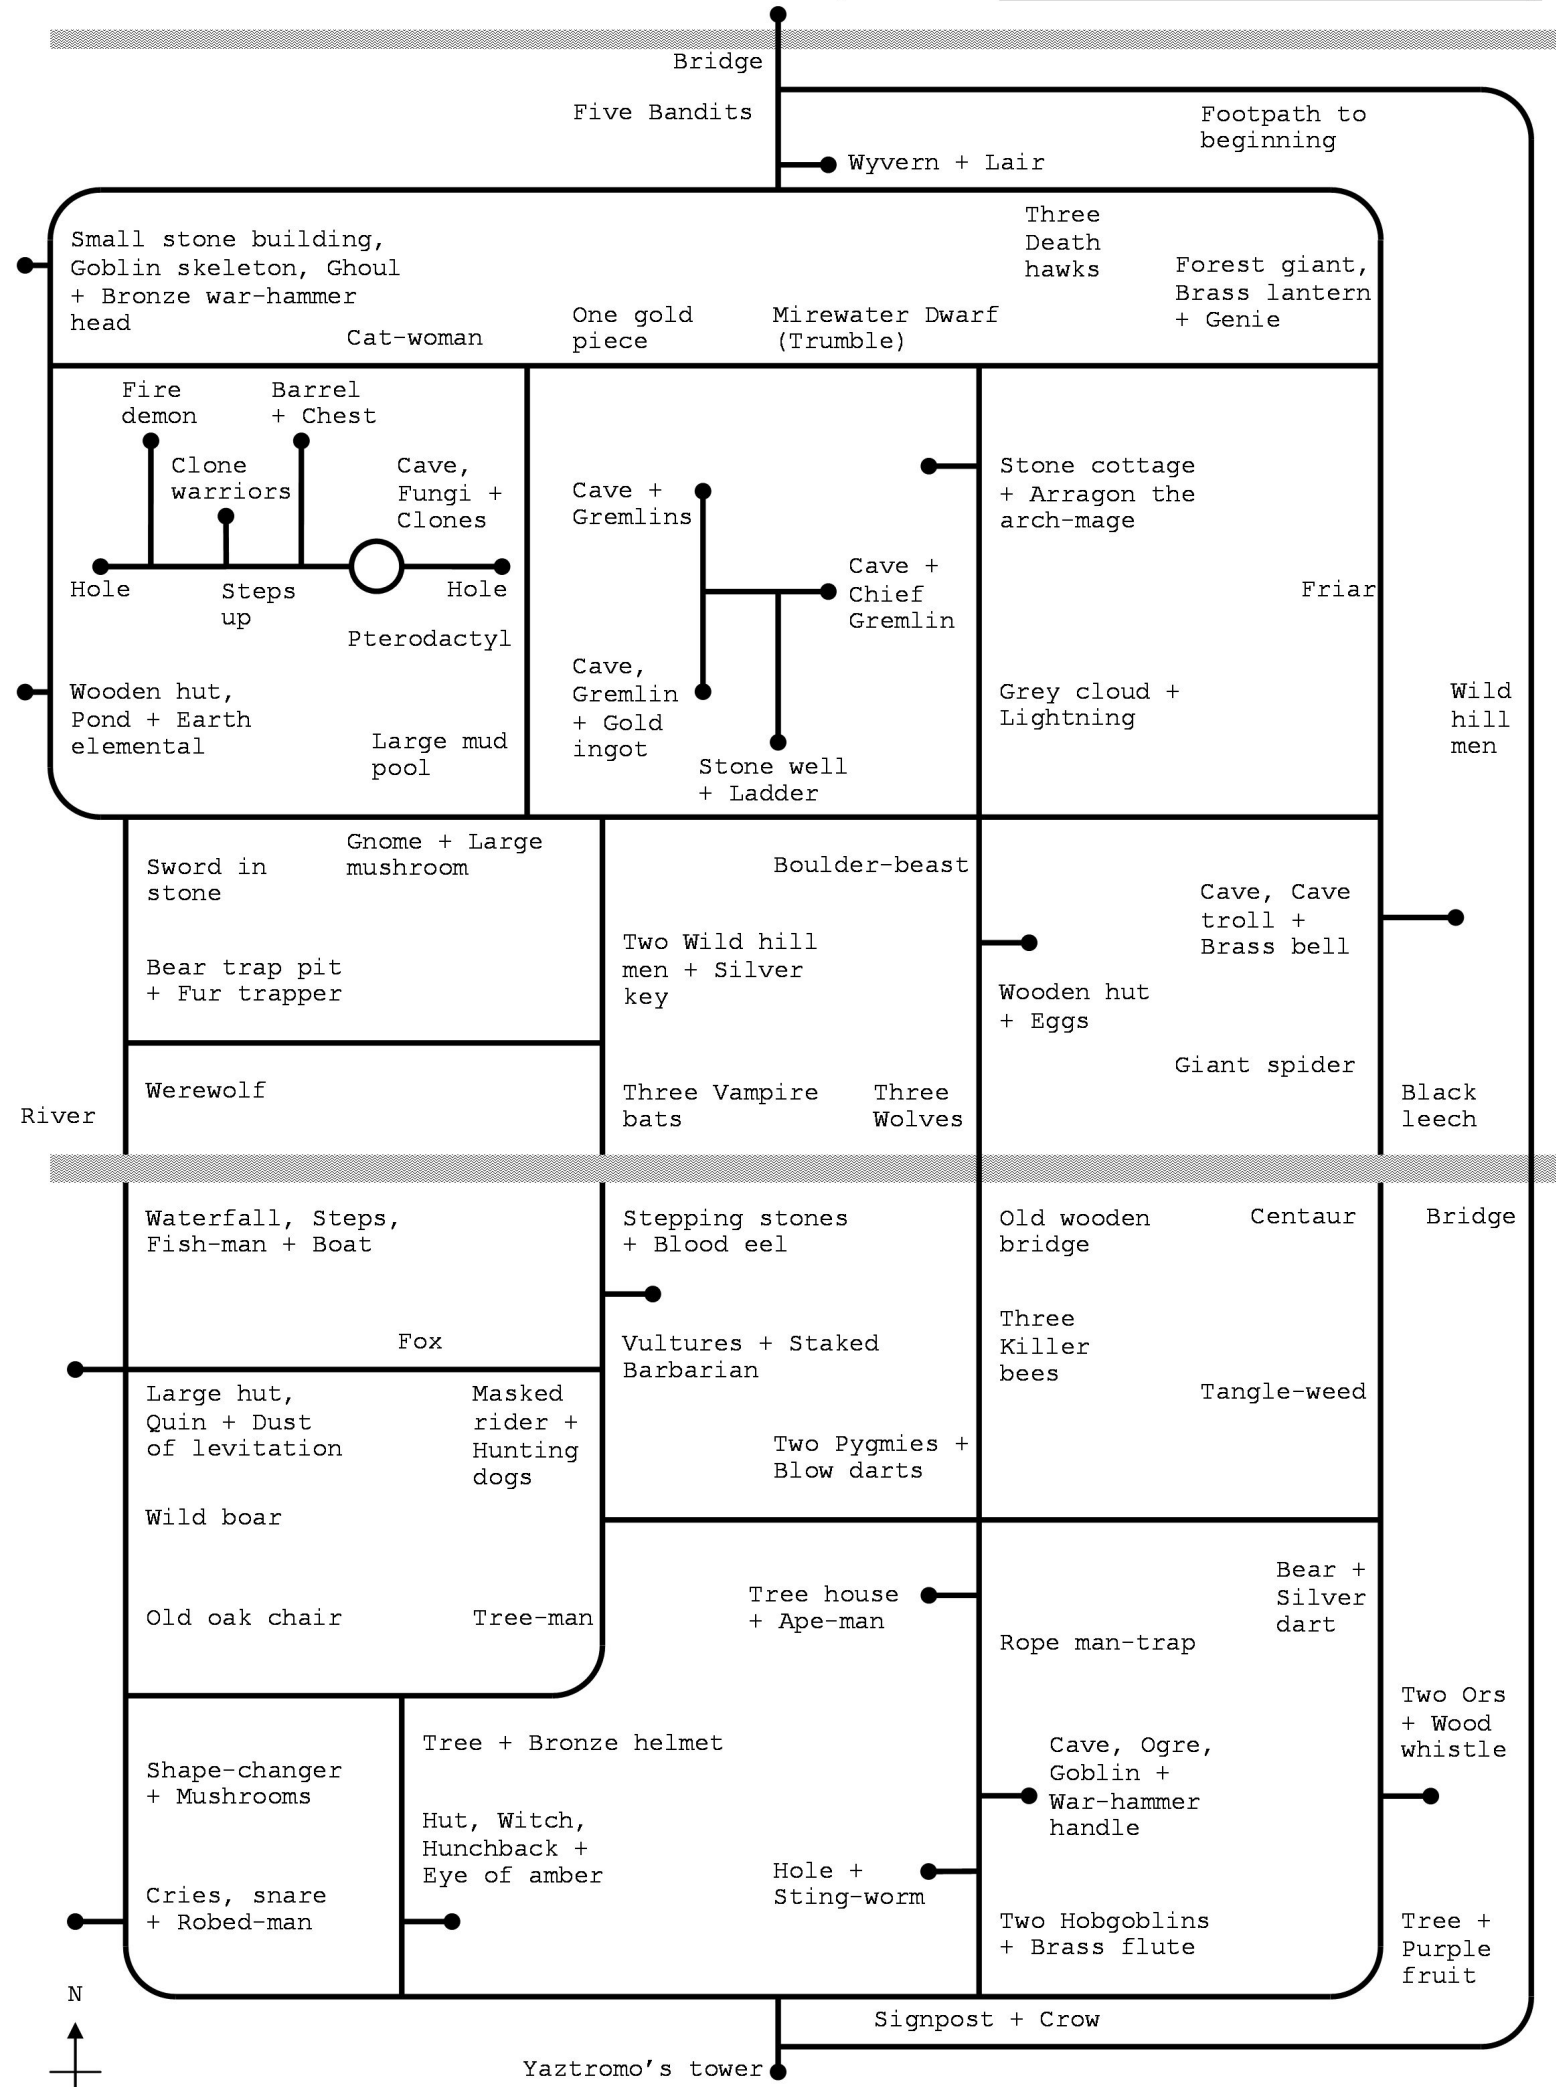 Bridge
Five Bandits
Footpath to
beginning
Wyvern + Lair
Three
Death
hawks
Small stone building,
Goblin skeleton, Ghoul
+ Bronze war-hammer
head
Forest giant,
Brass lantern
+ Genie
Cat-woman
One gold
piece
Mirewater Dwarf
(Trumble)
Fire
demon
Barrel
+ Chest
Clone
warriors
Cave,
Fungi +
Clones
Cave +
Gremlins
Stone cottage
+ Arragon the
arch-mage
Hole
Steps
up
Hole
Cave +
Chief
Gremlin
Friar
Pterodactyl
Cave,
Gremlin
+ Gold
ingot
Wooden hut,
Pond + Earth
elemental
Grey cloud +
Lightning
Wild
hill
men
Large mud
pool
Stone well
+ Ladder
Gnome + Large
mushroom
Sword in
stone
Boulder-beast
Cave, Cave
troll +
Brass bell
Two Wild hill
men + Silver
key
Bear trap pit
+ Fur trapper
Wooden hut
+ Eggs
Giant spider
Werewolf
Three Vampire
bats
Three
Wolves
Black
leech
River
Waterfall, Steps,
Fish-man + Boat
Stepping stones
+ Blood eel
Old wooden
bridge
Centaur
Bridge
Three
Killer
bees
Fox
Vultures + Staked
Barbarian
Large hut,
Quin + Dust
of levitation
Masked
rider +
Hunting
dogs
Tangle-weed
Two Pygmies +
Blow darts
Wild boar
Bear +
Silver
dart
Tree house
+ Ape-man
Old oak chair
Tree-man
Rope man-trap
Two Ors
+ Wood
whistle
Tree + Bronze helmet
Cave, Ogre,
Goblin +
War-hammer
handle
Shape-changer
+ Mushrooms
Hut, Witch,
Hunchback +
Eye of amber
Hole +
Sting-worm
Cries, snare
+ Robed-man
Two Hobgoblins
+ Brass flute
Tree +
Purple
fruit
N
Signpost + Crow
Yaztromo's tower